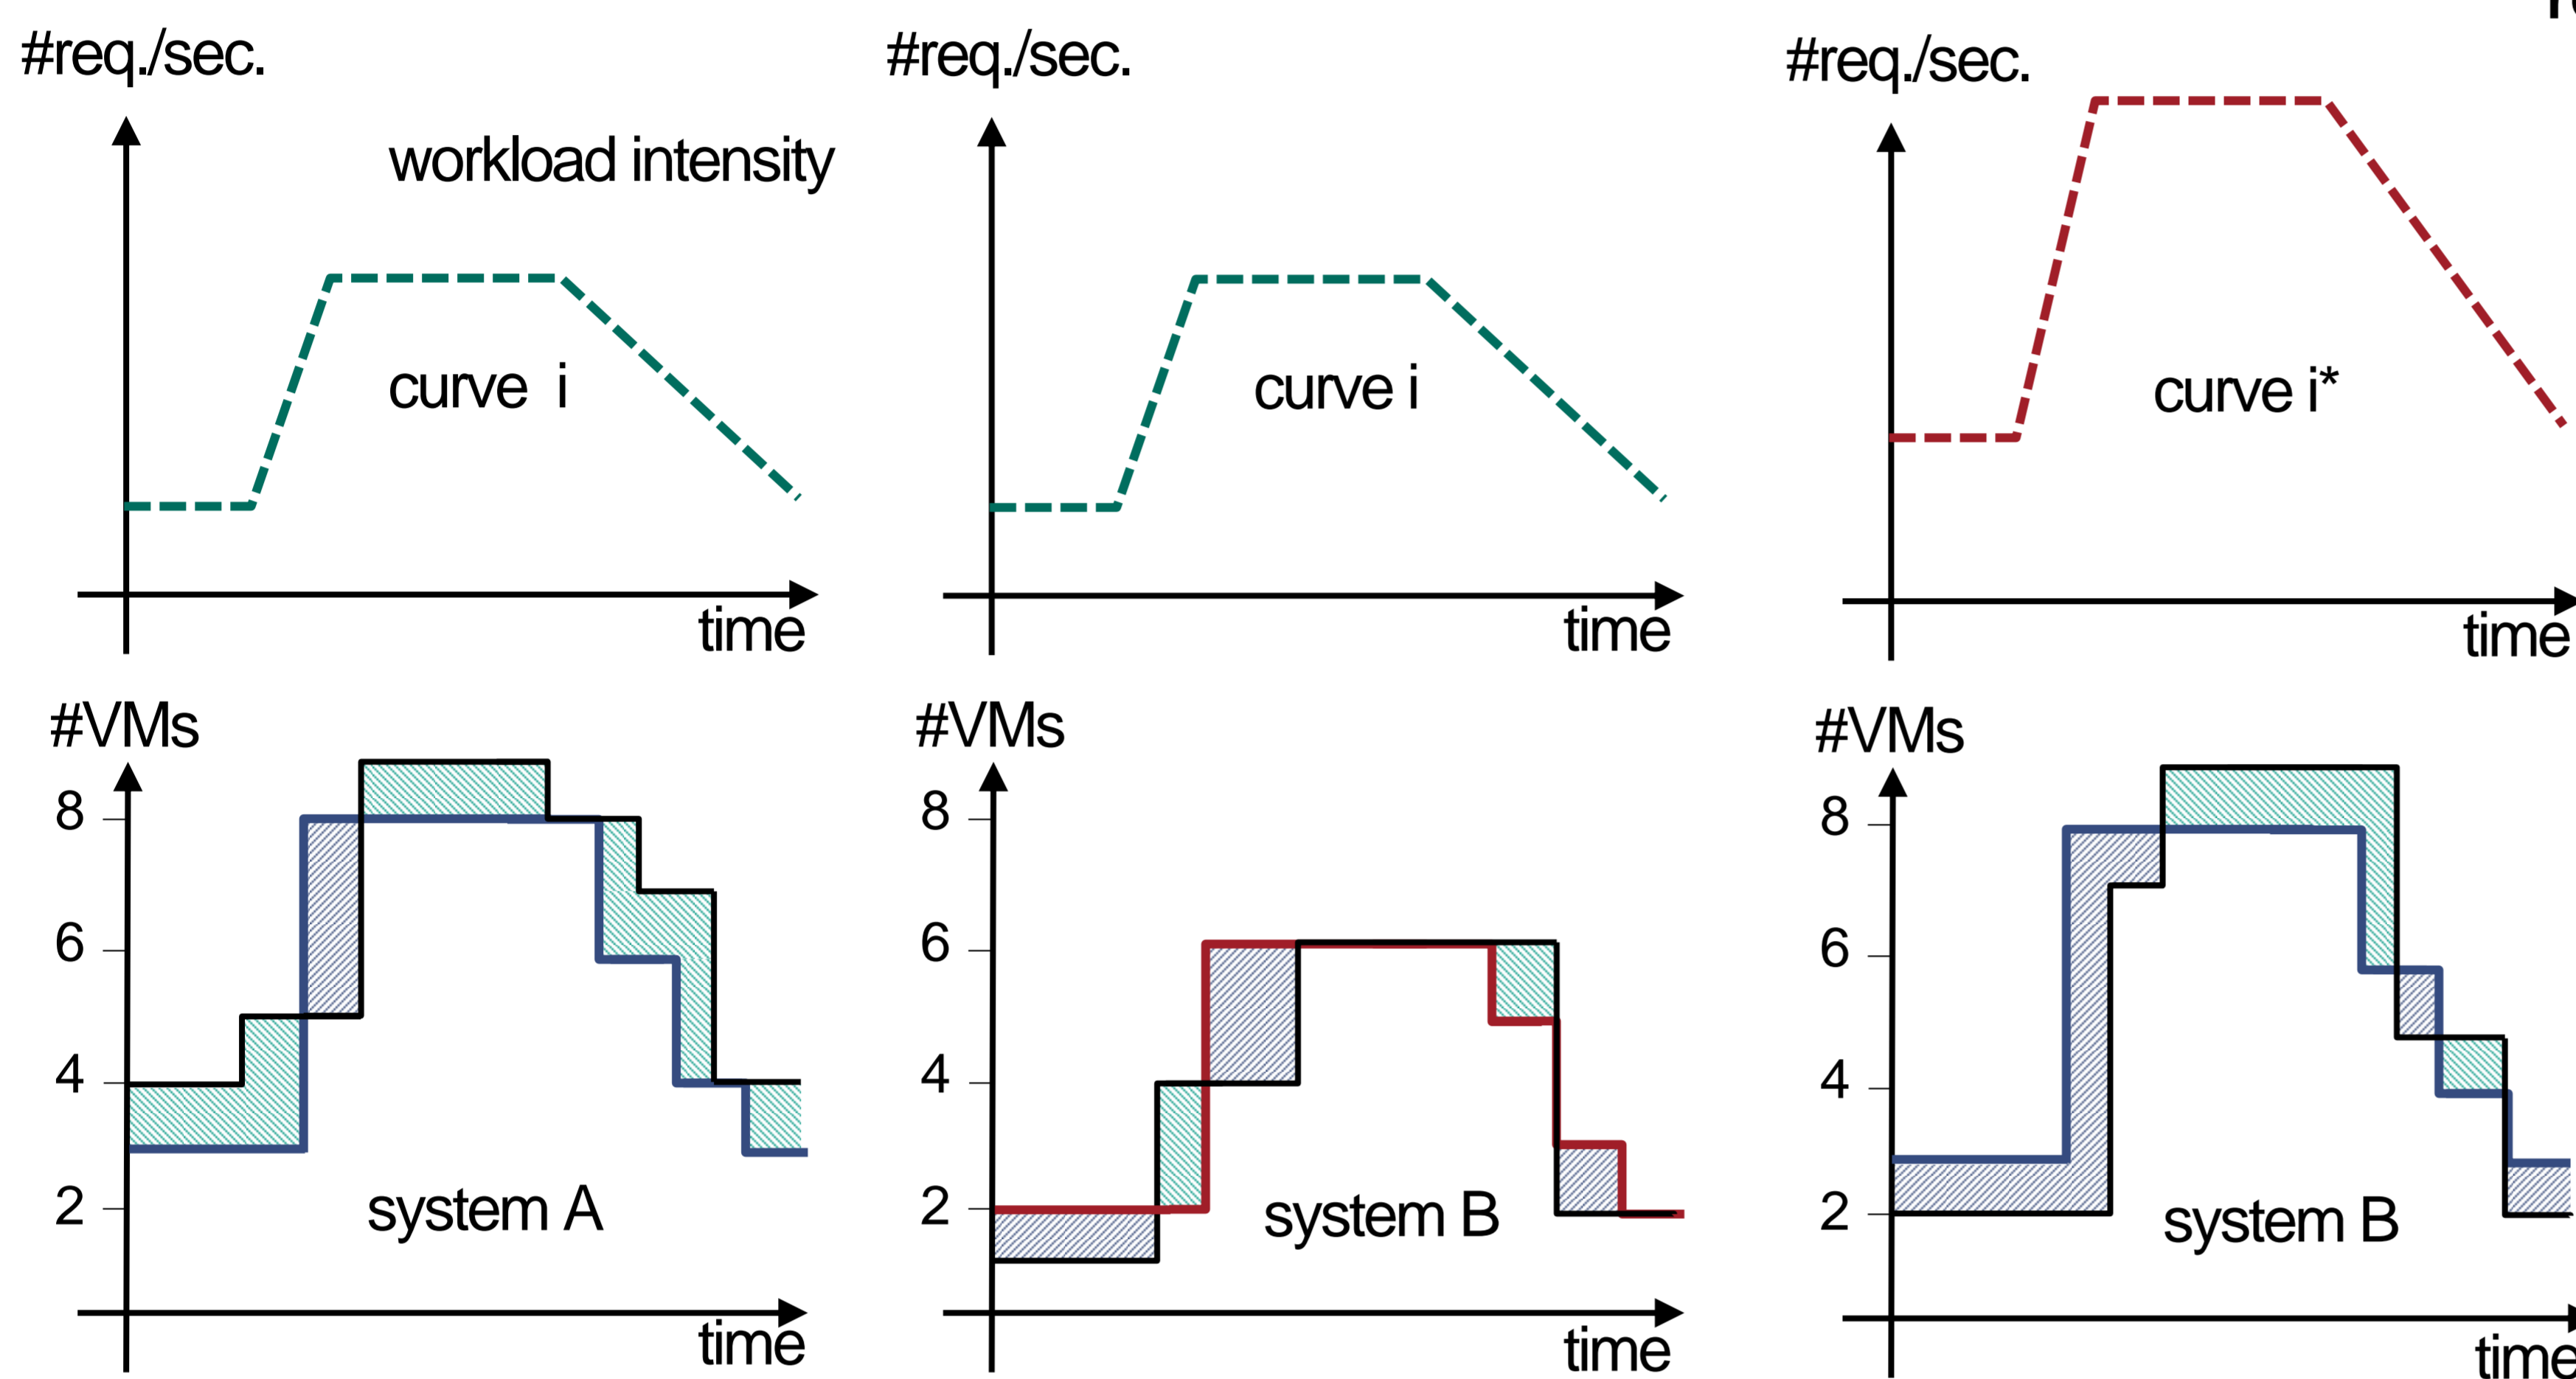 #req./sec.
workload intensity
curve i
time
#req./sec.
curve i
time
#req./sec.
curve i*
time
#VMs
8
6
4
2
system A
time
#VMs
8
6
4
2
system B
time
#VMs
8
6
4
2
system B
time